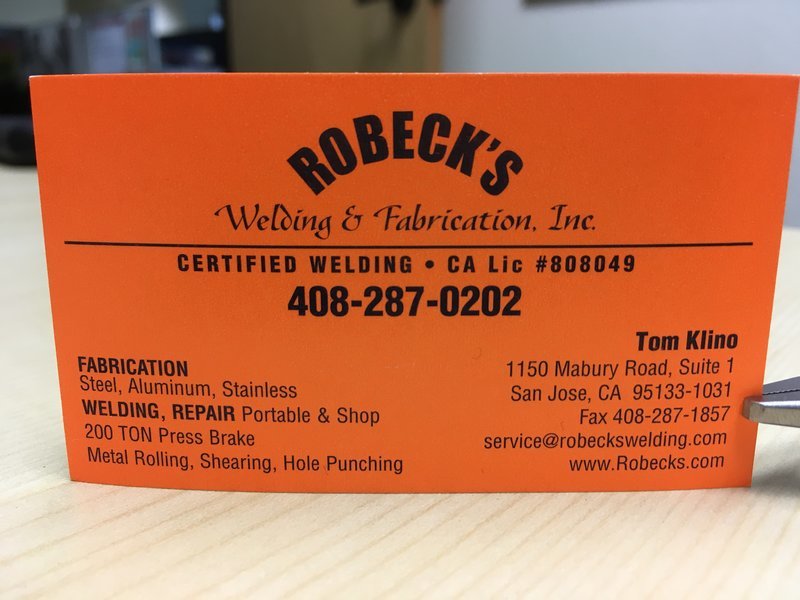 ROBECK'S
Welding & Fabrication, Inc.
CERTIFIED WELDING • CA Lic #808049
408-287-0202
FABRICATION
Steel, Aluminum, Stainless
WELDING, REPAIR Portable & Shop
200 TON Press Brake
Metal Rolling, Shearing, Hole Punching
Tom Klino
1150 Mabury Road, Suite 1
San Jose, CA 95133-1031
Fax 408-287-1857
service@robeckswelding.com
www.Robecks.com